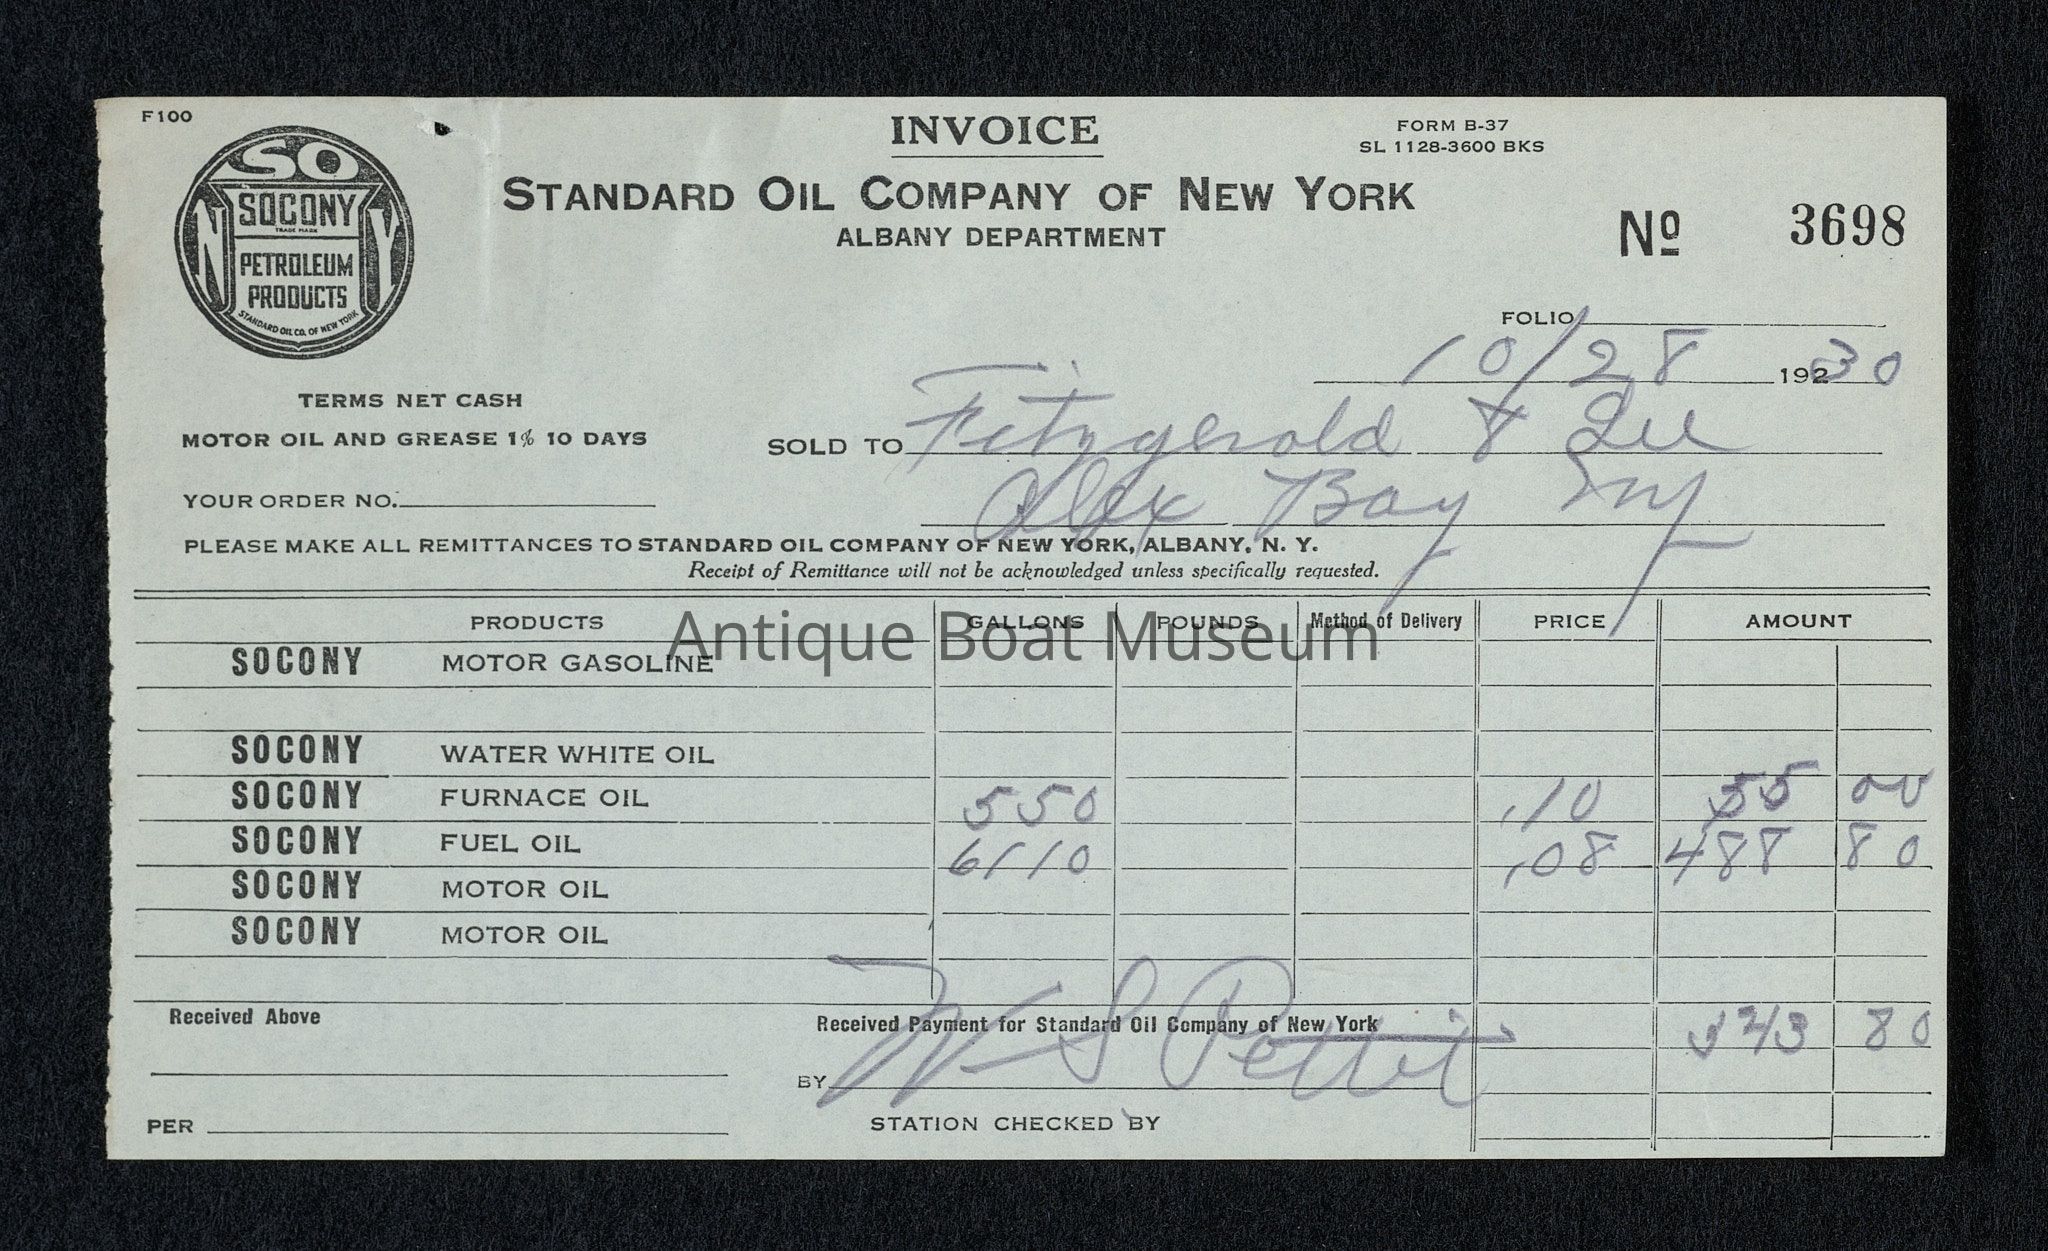 F100
INVOICE
FORM B-37
SL 1128-3600 BKS
SO
N SOCONY Y
TRADE MARK
PETROLEUM
PRODUCTS
STANDARD OIL CO. OF NEW YORK
STANDARD OIL COMPANY OF NEW YORK
ALBANY DEPARTMENT
Nº 3698
FOLIO
10/28 19230
TERMS NET CASH
MOTOR OIL AND GREASE 1% 10 DAYS
SOLD TO Fitzgerald & Lee
Alex Bay NY
YOUR ORDER NO.
PLEASE MAKE ALL REMITTANCES TO STANDARD OIL COMPANY OF NEW YORK, ALBANY, N. Y.
Receipt of Remittance will not be acknowledged unless specifically requested.
PRODUCTS GALLONS POUNDS Method of Delivery PRICE AMOUNT
Antique Boat Museum
SOCONY MOTOR GASOLINE
SOCONY WATER WHITE OIL
SOCONY FURNACE OIL 550 .10 55 00
SOCONY FUEL OIL 6110 .08 488 80
SOCONY MOTOR OIL
SOCONY MOTOR OIL
Received Above
Received Payment for Standard Oil Company of New York 543 80
BY W S Pettit
PER
STATION CHECKED BY